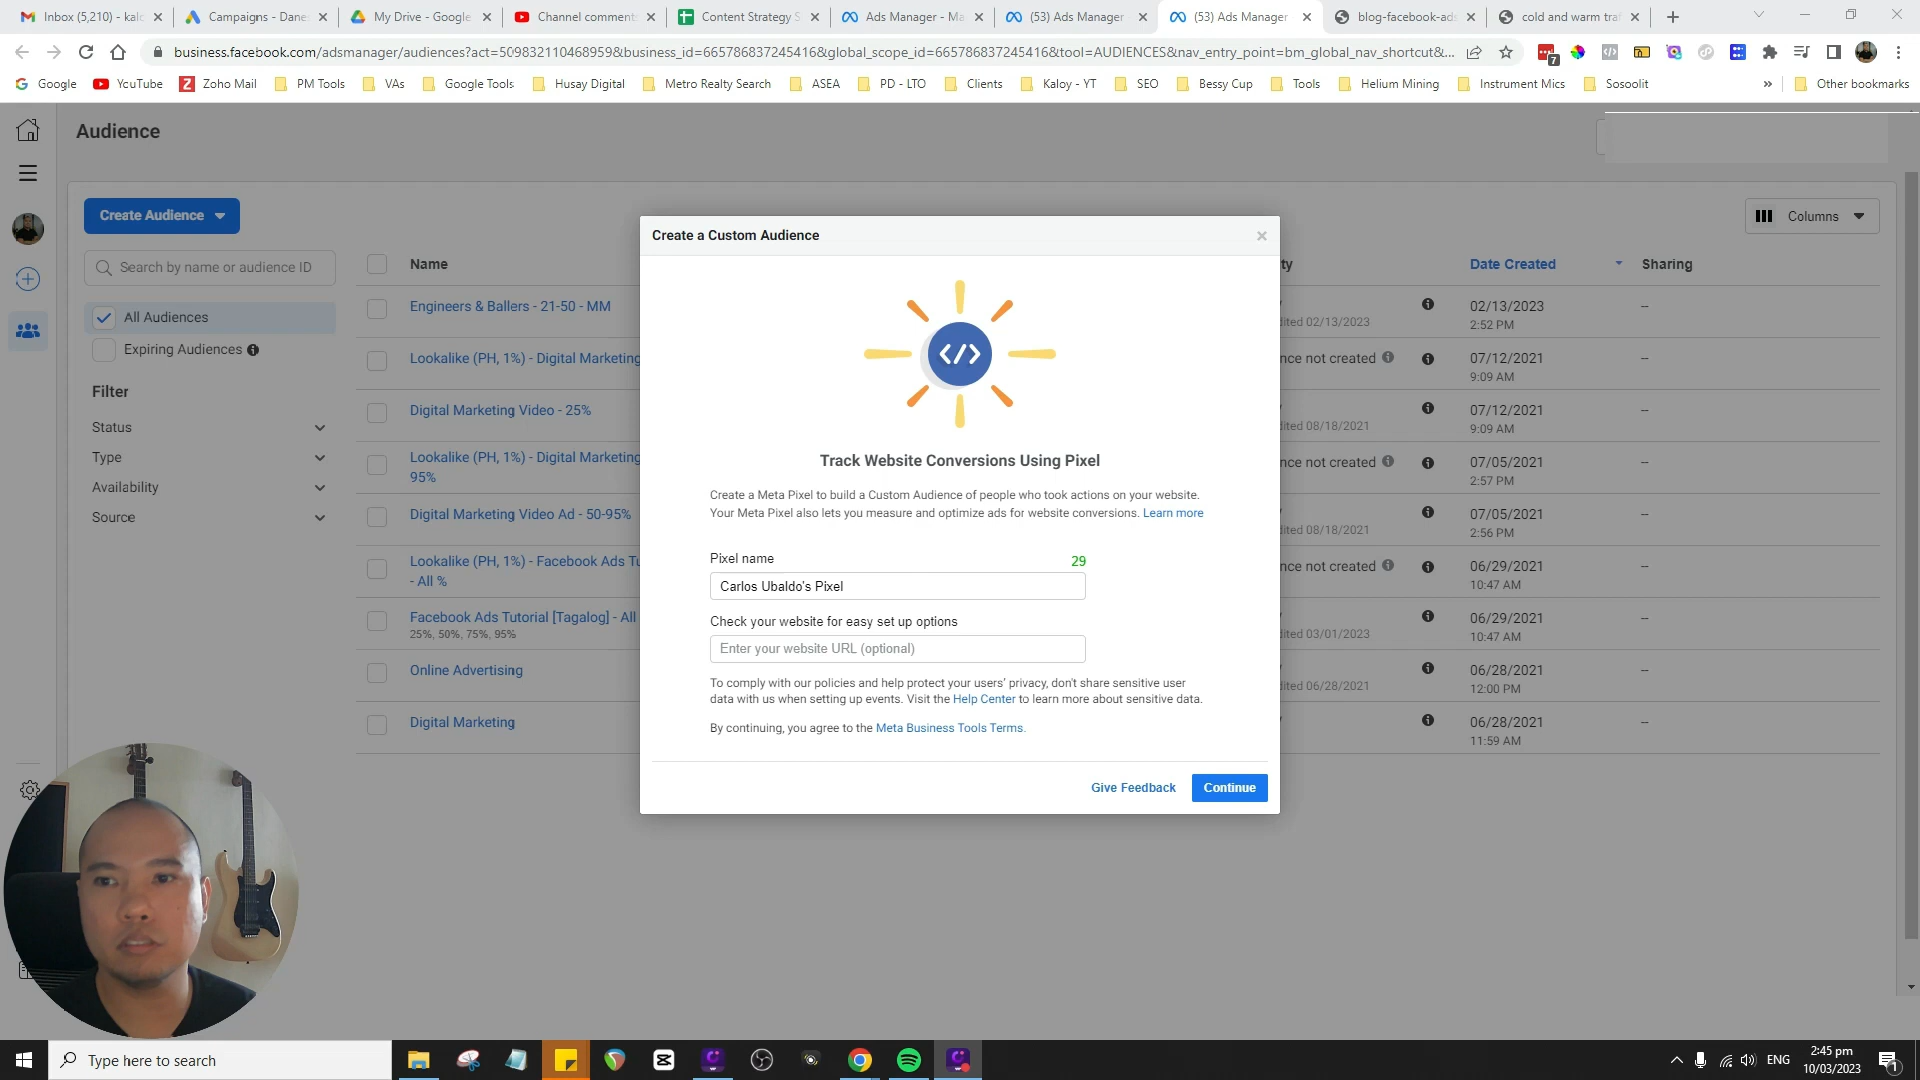 Inbox (5,210) - kalo
Campaigns - Dane
My Drive - Google
Channel comments
Content Strategy S
Ads Manager - Ma
(53) Ads Manager
(53) Ads Manager
blog-facebook-ads
cold and warm traf
business.facebook.com/adsmanager/audiences?act=509832110468959&business_id=665786837245416&global_scope_id=665786837245416&tool=AUDIENCES&nav_entry_point=bm_global_nav_shortcut&...
7
Google
YouTube
Zoho Mail
PM Tools
VAs
Google Tools
Husay Digital
Metro Realty Search
ASEA
PD - LTO
Clients
Kaloy - YT
SEO
Bessy Cup
Tools
Helium Mining
Instrument Mics
Sosoolit
»
Other bookmarks
Audience
Create Audience
Columns
Search by name or audience ID
All Audiences
Expiring Audiences
Filter
Status
Type
Availability
Source
Name
ty
Date Created
Sharing
Engineers & Ballers - 21-50 - MM
dited 02/13/2023
02/13/2023
2:52 PM
--
Lookalike (PH, 1%) - Digital Marketing
nce not created
07/12/2021
9:09 AM
--
Digital Marketing Video - 25%
dited 08/18/2021
07/12/2021
9:09 AM
--
Lookalike (PH, 1%) - Digital Marketing
95%
nce not created
07/05/2021
2:57 PM
--
Digital Marketing Video Ad - 50-95%
dited 08/18/2021
07/05/2021
2:56 PM
--
Lookalike (PH, 1%) - Facebook Ads Tu
- All %
nce not created
06/29/2021
10:47 AM
--
Facebook Ads Tutorial [Tagalog] - All
25%, 50%, 75%, 95%
dited 03/01/2023
06/29/2021
10:47 AM
--
Online Advertising
dited 06/28/2021
06/28/2021
12:00 PM
--
Digital Marketing
06/28/2021
11:59 AM
--
Create a Custom Audience
</>
Track Website Conversions Using Pixel
Create a Meta Pixel to build a Custom Audience of people who took actions on your website.
Your Meta Pixel also lets you measure and optimize ads for website conversions. Learn more
Pixel name
29
Carlos Ubaldo's Pixel
Check your website for easy set up options
Enter your website URL (optional)
To comply with our policies and help protect your users' privacy, don't share sensitive user
data with us when setting up events. Visit the Help Center to learn more about sensitive data.
By continuing, you agree to the Meta Business Tools Terms.
Give Feedback
Continue
Type here to search
ENG
2:45 pm
10/03/2023
1